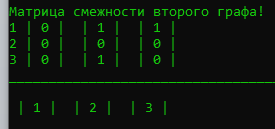 Матрица смежности второго графа!
1 | 0 |  | 1 |  | 1 |
2 | 0 |  | 0 |  | 0 |
3 | 0 |  | 1 |  | 0 |
__________________________________
 | 1 |  | 2 |  | 3 |